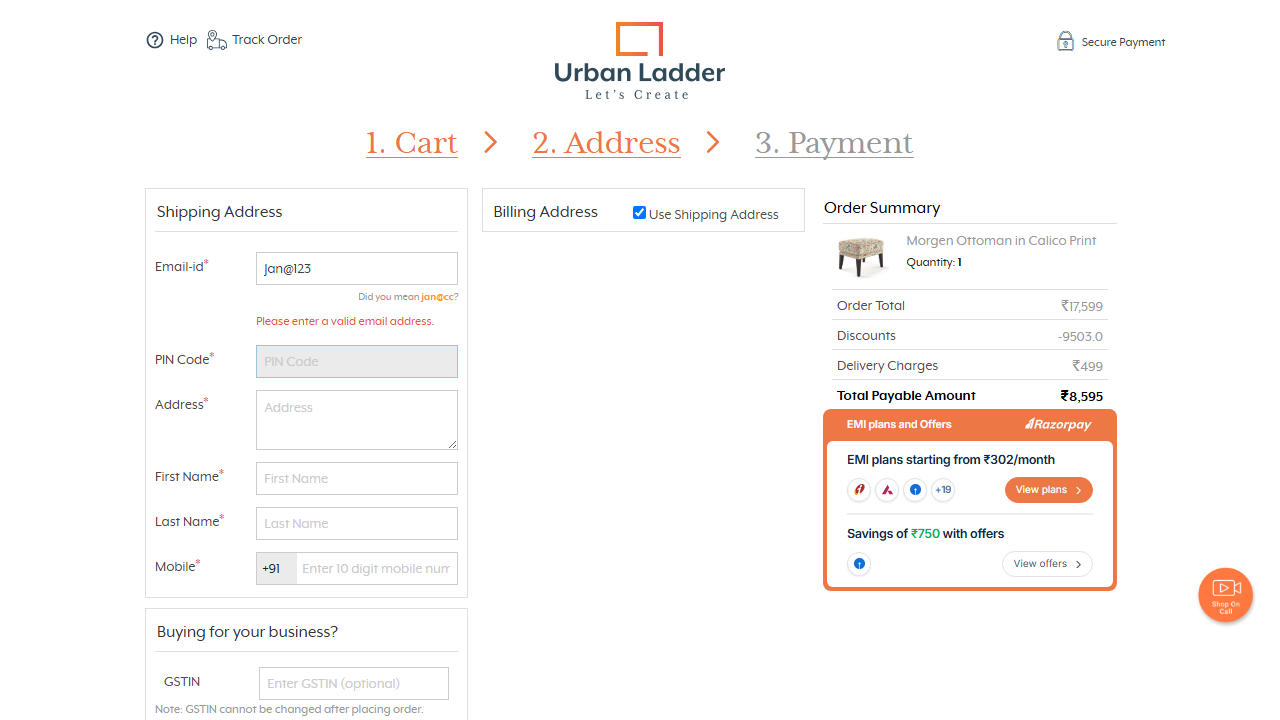 Help
Track Order
Urban Ladder
Let's Create
Secure Payment
1. Cart
2. Address
3. Payment
Shipping Address
Email-id*
Jan@123
Did you mean jan@cc?
Please enter a valid email address.
PIN Code*
PIN Code
Address*
Address
First Name*
First Name
Last Name*
Last Name
Mobile*
+91
Enter 10 digit mobile num
Buying for your business?
GSTIN
Enter GSTIN (optional)
Note: GSTIN cannot be changed after placing order.
Billing Address
Use Shipping Address
Order Summary
Morgen Ottoman in Calico Print
Quantity: 1
Order Total ₹17,599
Discounts -9503.0
Delivery Charges ₹499
Total Payable Amount ₹8,595
EMI plans and Offers
Razorpay
EMI plans starting from ₹302/month
+19
View plans
Savings of ₹750 with offers
View offers
Shop On
Call